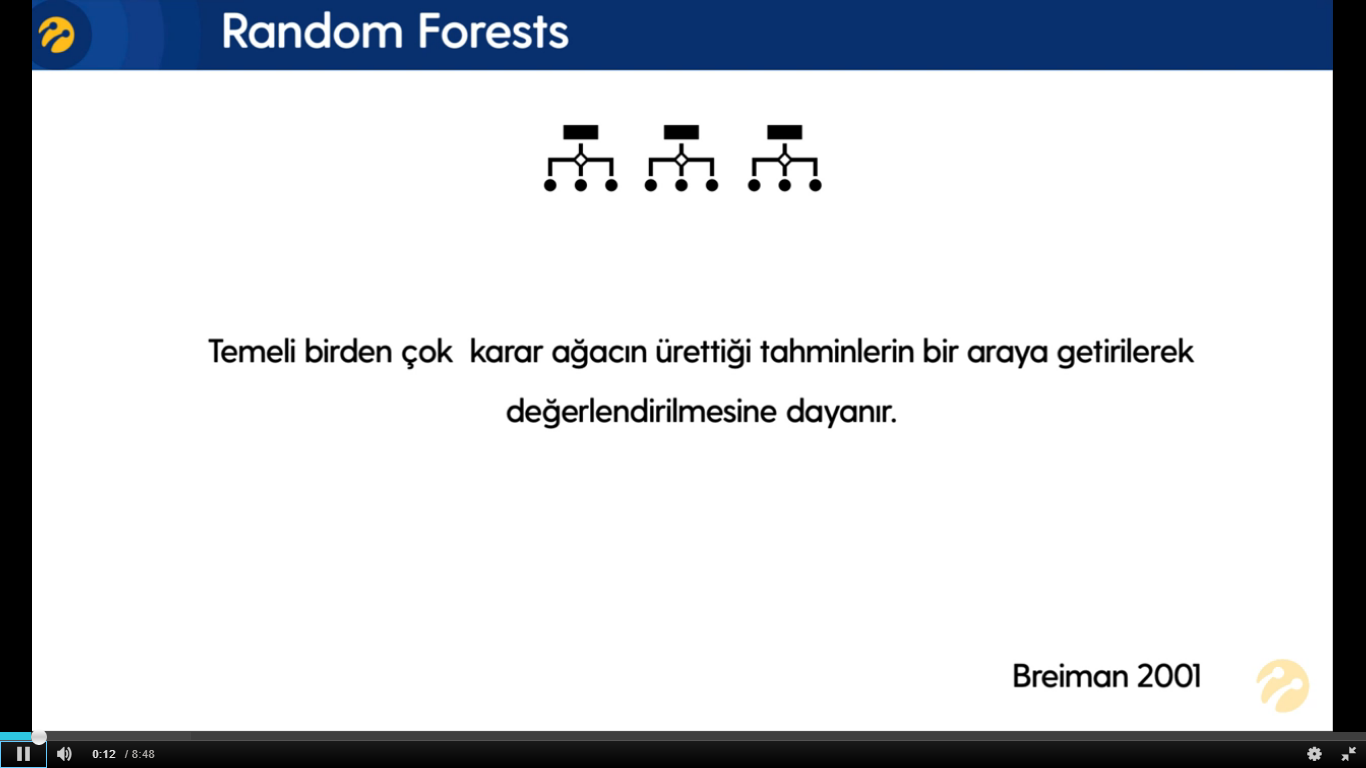 Random Forests
Temeli birden çok karar ağacın ürettiği tahminlerin bir araya getirilerek
değerlendirilmesine dayanır.
Breiman 2001
0:12 / 8:48